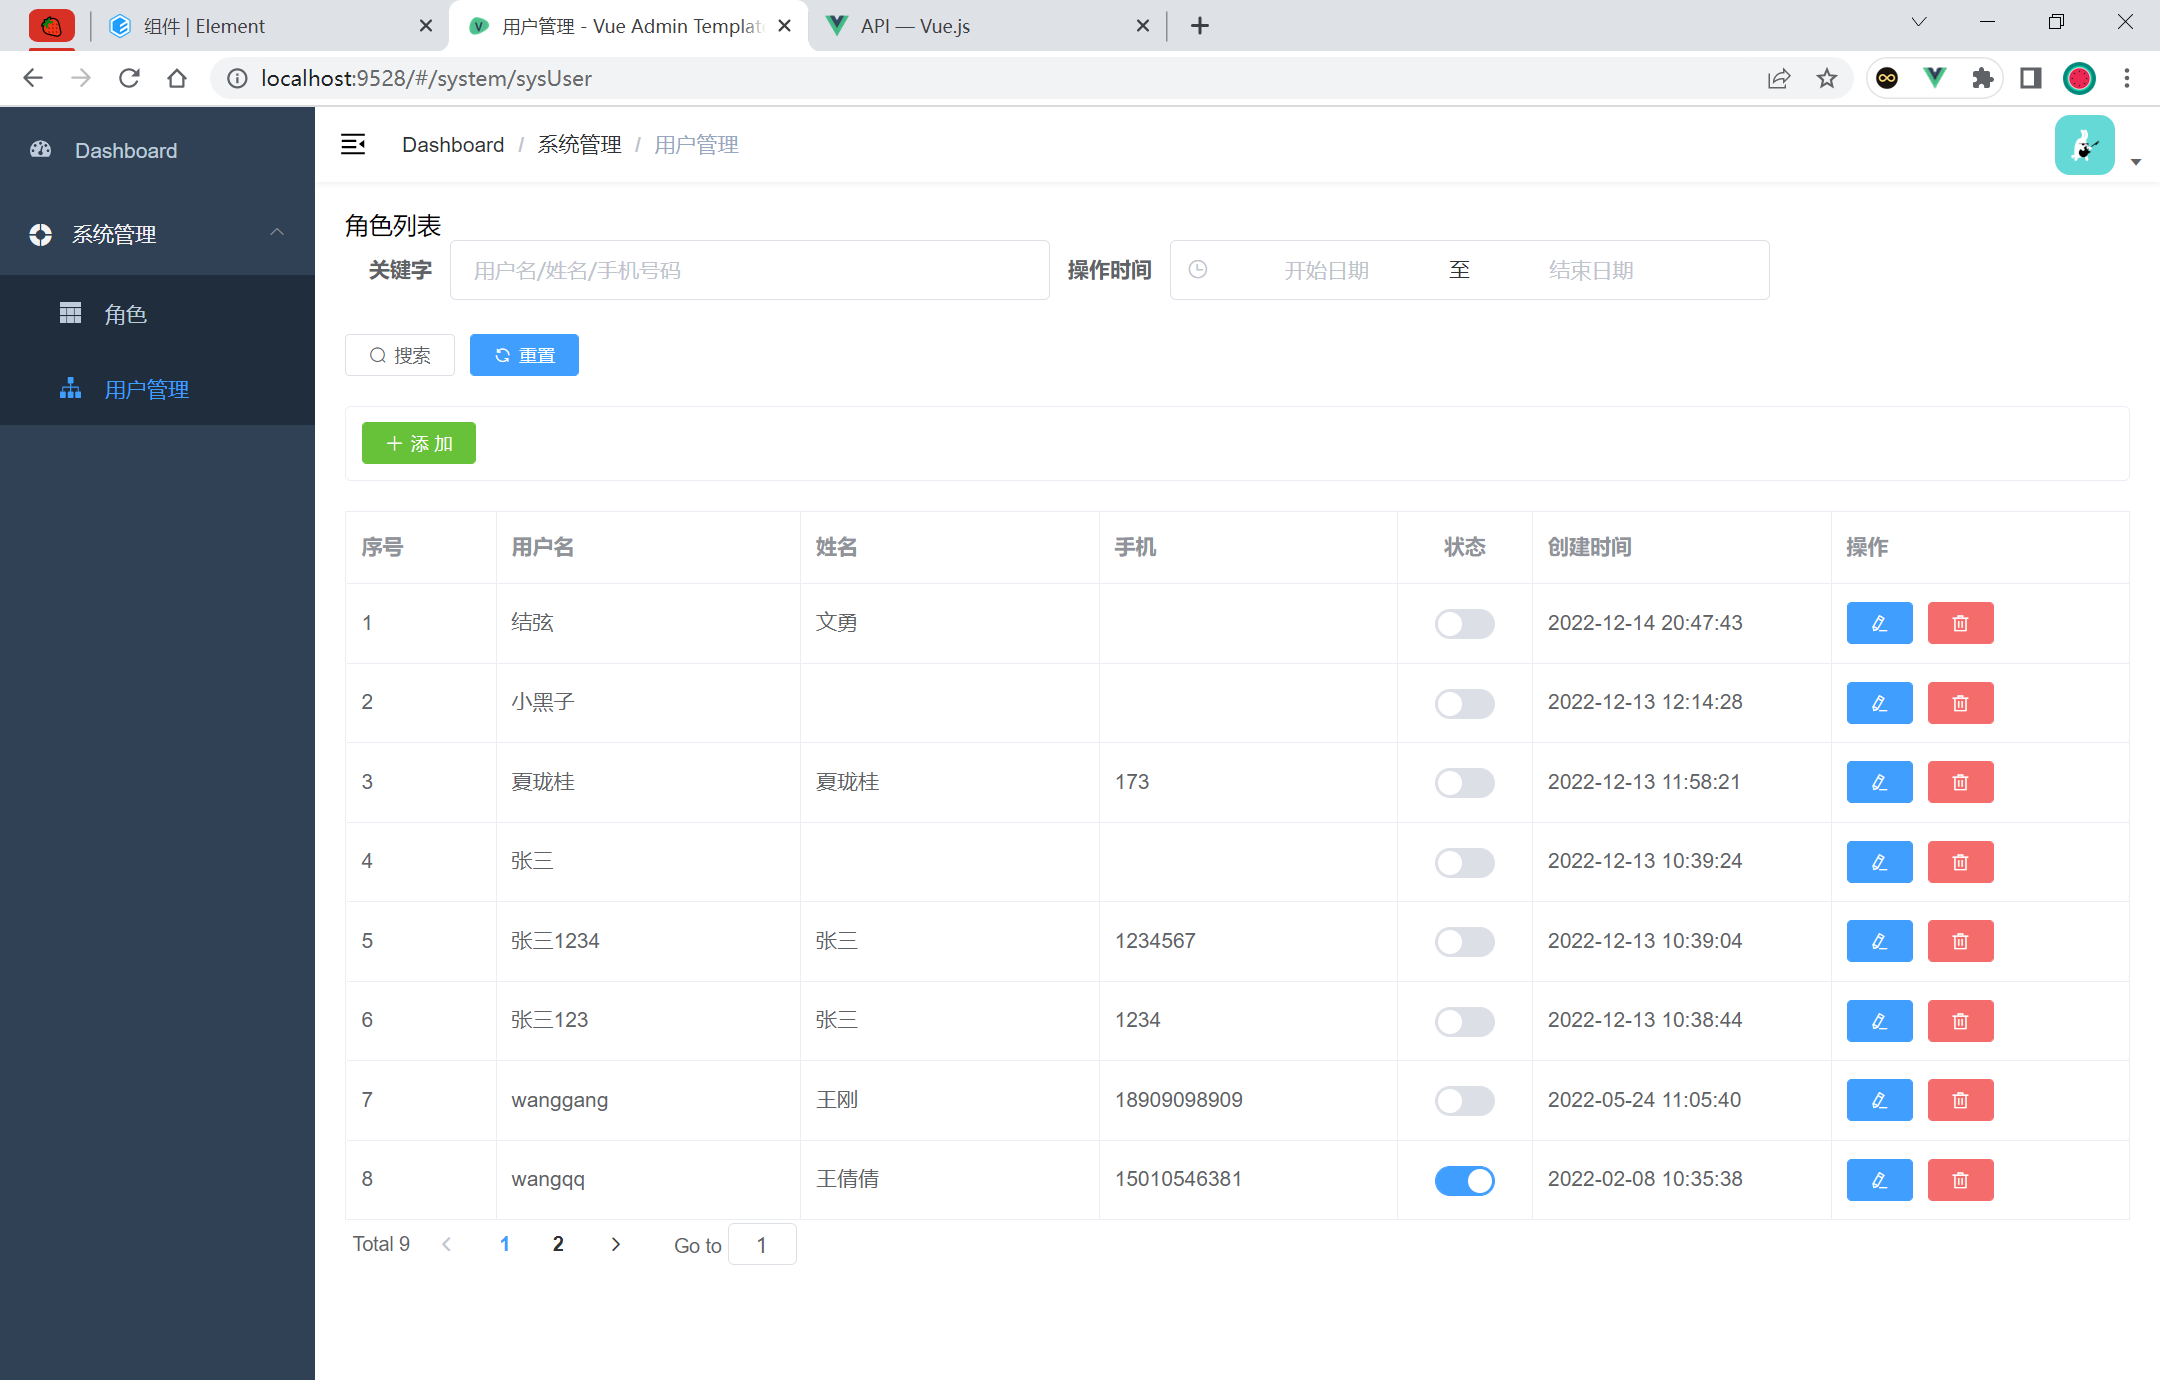 组件 | Element
用户管理 - Vue Admin Templat
API — Vue.js
localhost:9528/#/system/sysUser
Dashboard
系统管理
角色
用户管理
Dashboard / 系统管理 / 用户管理
角色列表
关键字 用户名/姓名/手机号码 操作时间 开始日期 至 结束日期
搜索 重置
添 加
序号 用户名 姓名 手机 状态 创建时间 操作
1 结弦 文勇 2022-12-14 20:47:43
2 小黑子 2022-12-13 12:14:28
3 夏珑桂 夏珑桂 173 2022-12-13 11:58:21
4 张三 2022-12-13 10:39:24
5 张三1234 张三 1234567 2022-12-13 10:39:04
6 张三123 张三 1234 2022-12-13 10:38:44
7 wanggang 王刚 18909098909 2022-05-24 11:05:40
8 wangqq 王倩倩 15010546381 2022-02-08 10:35:38
Total 9 1 2 Go to 1